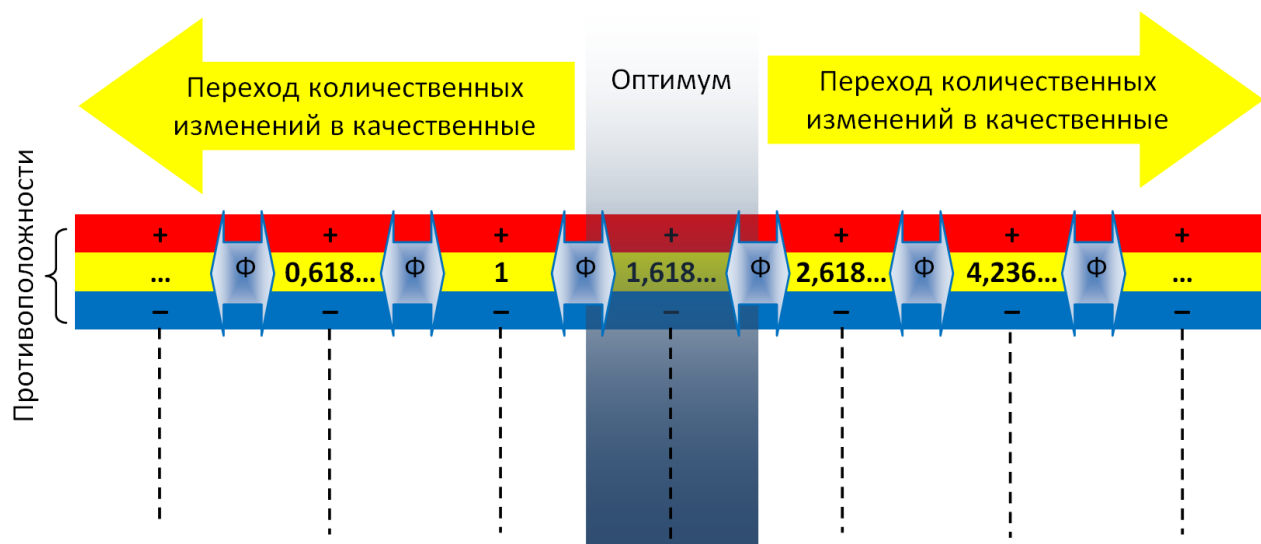 Переход количественных
изменений в качественные
Оптимум
Переход количественных
изменений в качественные
Противоположности
+ + + + + + +
... Ф 0,618... Ф 1 Ф 1,618... Ф 2,618... Ф 4,236... Ф ...
– – – – – – –